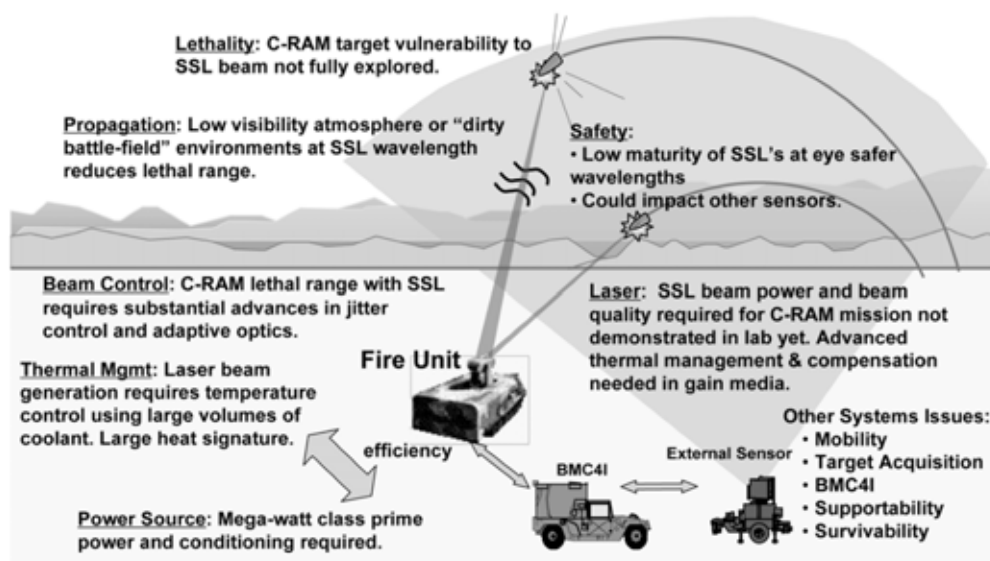 Lethality: C-RAM target vulnerability to
SSL beam not fully explored.
Propagation: Low visibility atmosphere or “dirty
battle-field” environments at SSL wavelength
reduces lethal range.
Safety:
• Low maturity of SSL's at eye safer
wavelengths
• Could impact other sensors.
Beam Control: C-RAM lethal range with SSL
requires substantial advances in jitter
control and adaptive optics.
Laser: SSL beam power and beam
quality required for C-RAM mission not
demonstrated in lab yet. Advanced
thermal management & compensation
needed in gain media.
Fire Unit
Thermal Mgmt: Laser beam
generation requires temperature
control using large volumes of
coolant. Large heat signature.
efficiency
Power Source: Mega-watt class prime
power and conditioning required.
BMC4I
External Sensor
Other Systems Issues:
• Mobility
• Target Acquisition
• BMC4I
• Supportability
• Survivability